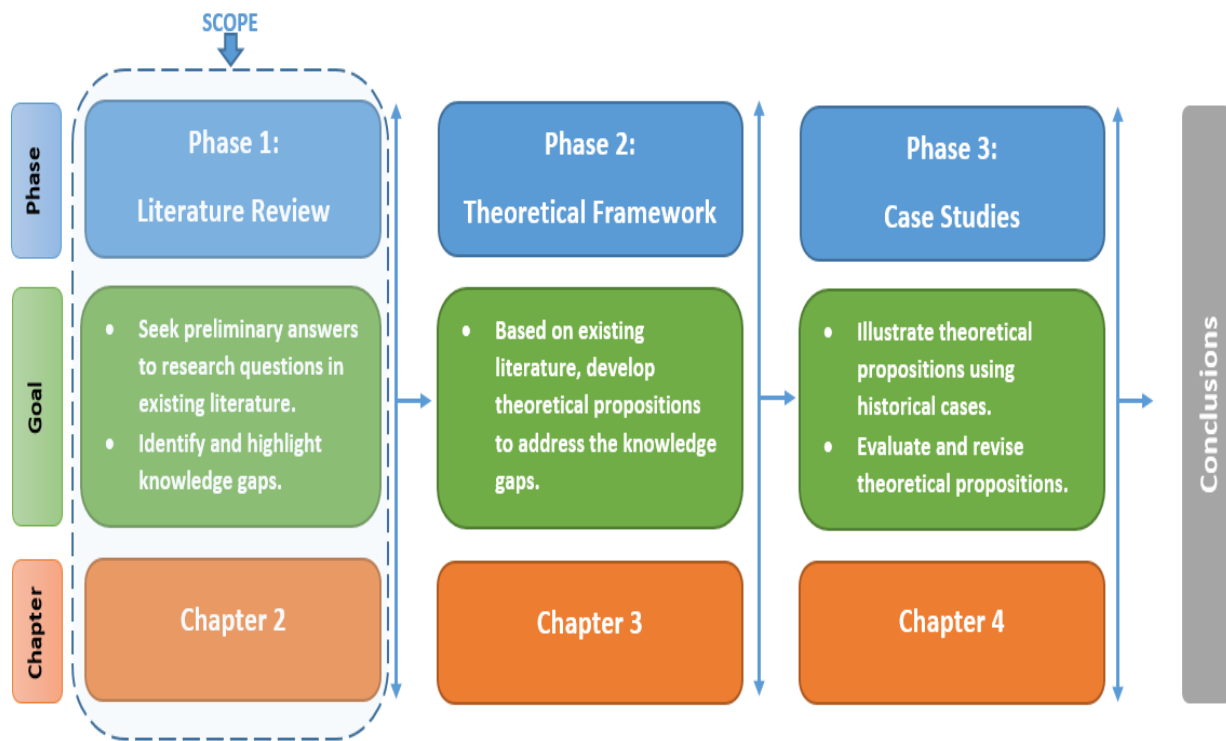 SCOPE
Phase
Phase 1:
Literature Review
Phase 2:
Theoretical Framework
Phase 3:
Case Studies
Goal
• Seek preliminary answers
to research questions in
existing literature.
• Identify and highlight
knowledge gaps.
• Based on existing
literature, develop
theoretical propositions
to address the knowledge
gaps.
• Illustrate theoretical
propositions using
historical cases.
• Evaluate and revise
theoretical propositions.
Chapter
Chapter 2
Chapter 3
Chapter 4
Conclusions